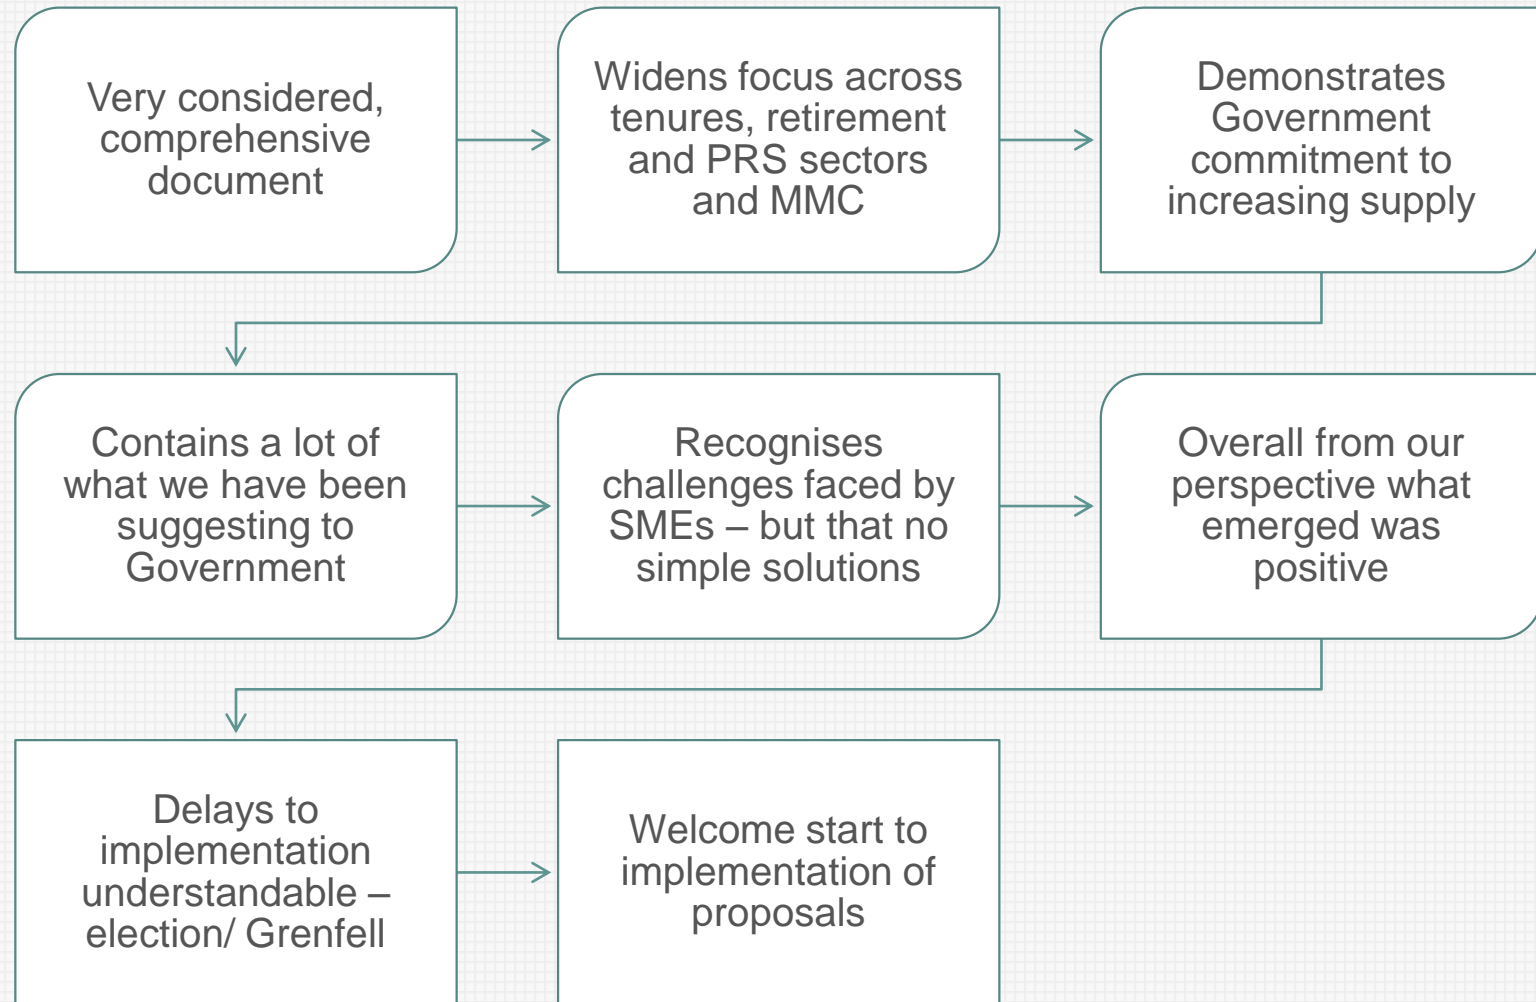 Very considered,
comprehensive
document
Widens focus across
tenures, retirement
and PRS sectors
and MMC
Demonstrates
Government
commitment to
increasing supply
Contains a lot of
what we have been
suggesting to
Government
Recognises
challenges faced by
SMEs – but that no
simple solutions
Overall from our
perspective what
emerged was
positive
Delays to
implementation
understandable –
election/ Grenfell
Welcome start to
implementation of
proposals